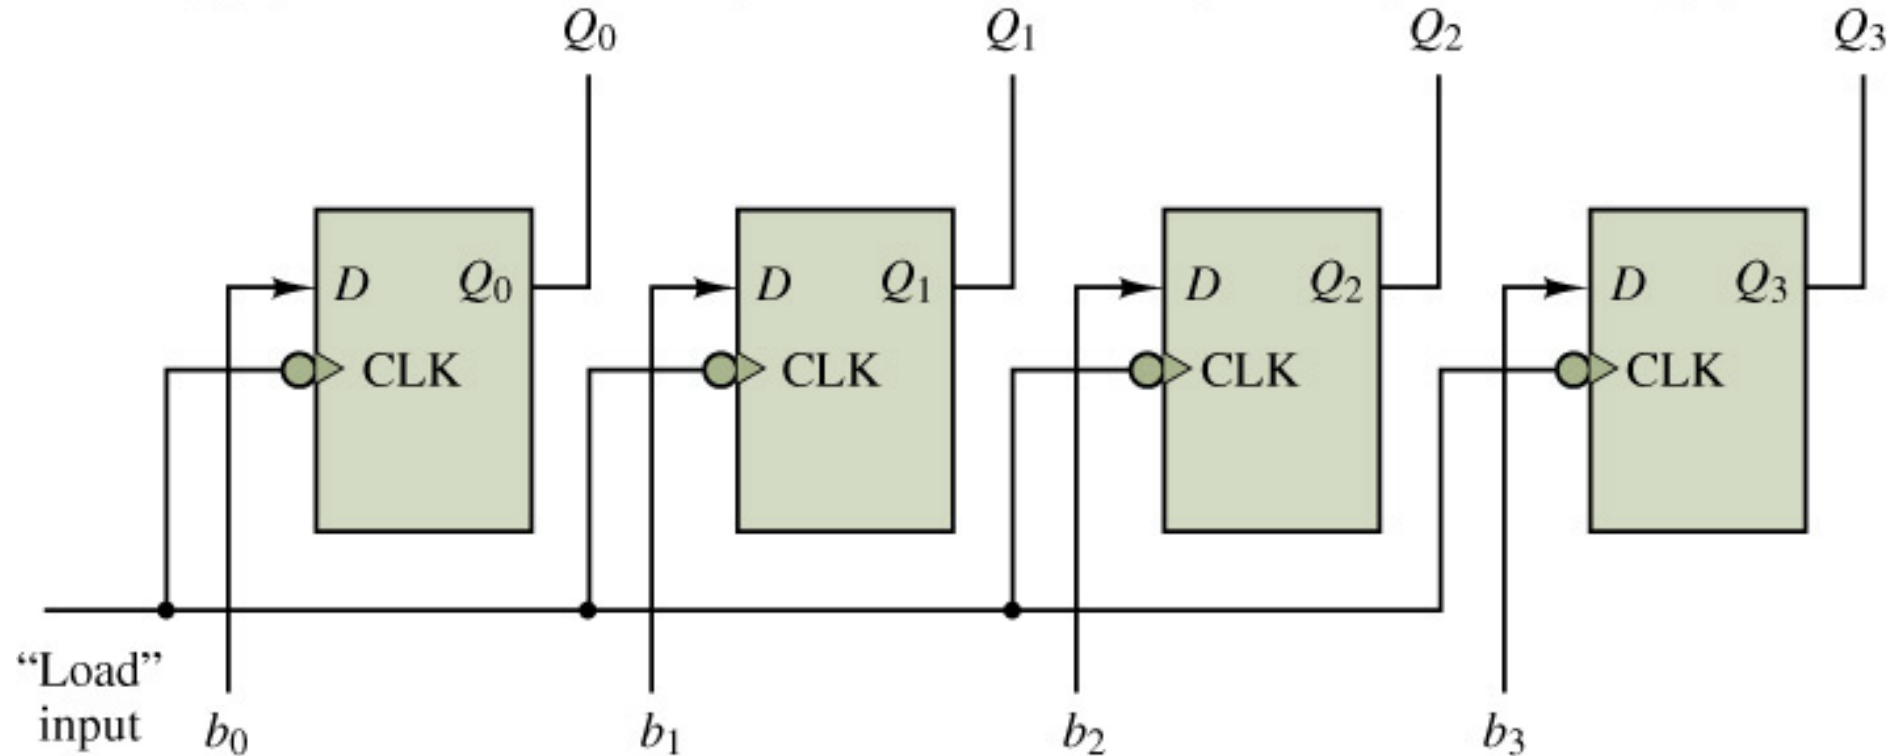 Q0 Q1 Q2 Q3
D Q0 D Q1 D Q2 D Q3
CLK CLK CLK CLK
“Load”
input b0 b1 b2 b3